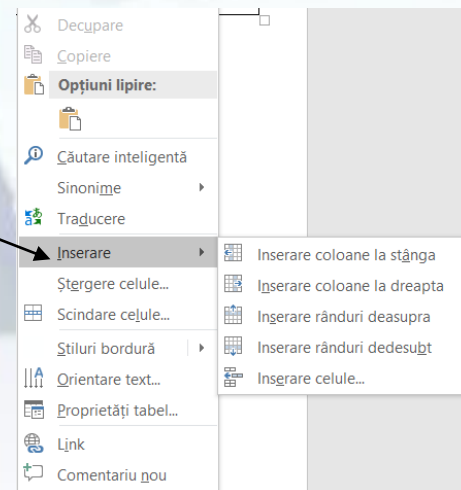 Decupare
Copiere
Opțiuni lipire:
Căutare inteligentă
Sinonime
Traducere
Inserare
Ștergere celule...
Scindare celule...
Stiluri bordură
Orientare text...
Proprietăți tabel...
Link
Comentariu nou
Inserare coloane la stânga
Inserare coloane la dreapta
Inserare rânduri deasupra
Inserare rânduri dedesubt
Inserare celule...